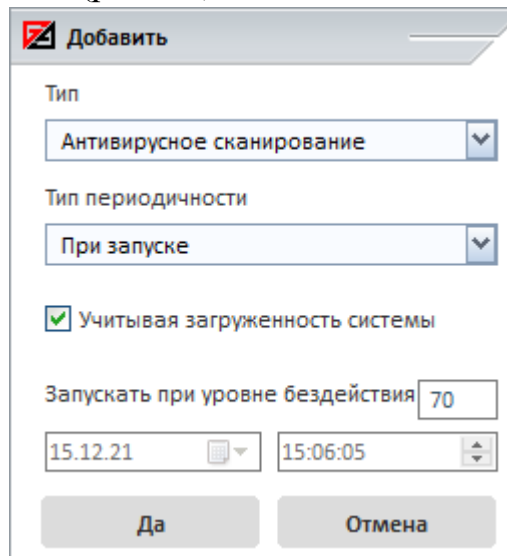 Добавить
Тип
Антивирусное сканирование
Тип периодичности
При запуске
Учитывая загруженность системы
Запускать при уровне бездействия 70
15.12.21 15:06:05
Да Отмена